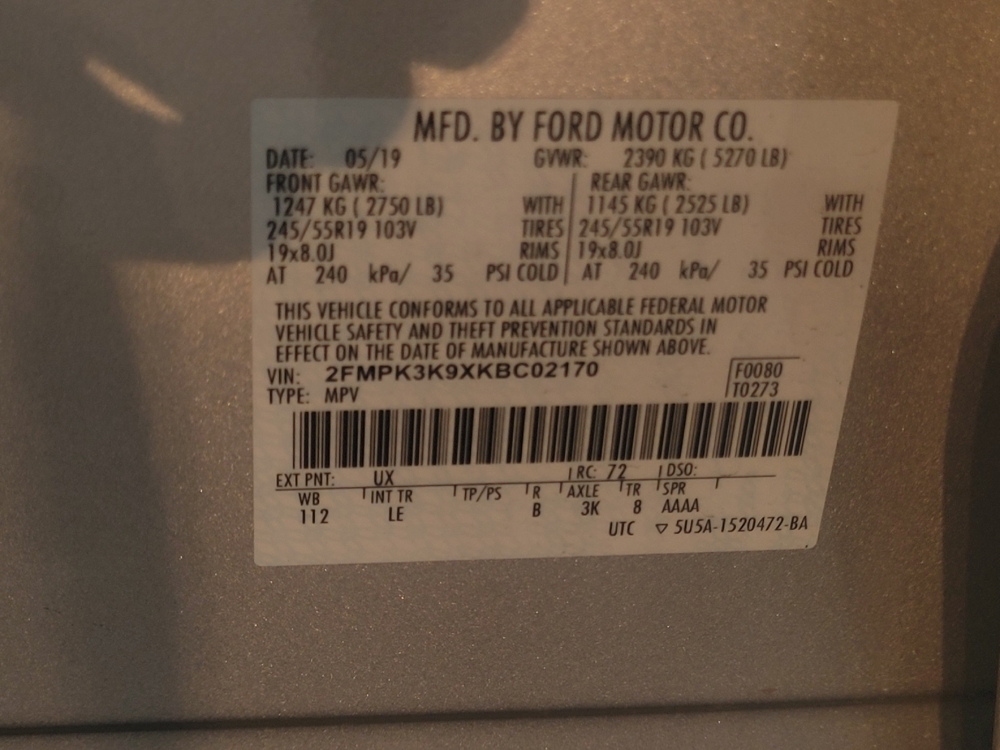 MFD. BY FORD MOTOR CO.
DATE: 05/19 GVWR: 2390 KG ( 5270 LB)
FRONT GAWR: REAR GAWR:
1247 KG ( 2750 LB) WITH 1145 KG ( 2525 LB) WITH
245/55R19 103V TIRES 245/55R19 103V TIRES
19x8.0J RIMS 19x8.0J RIMS
AT 240 kPa/ 35 PSI COLD AT 240 kPa/ 35 PSI COLD
THIS VEHICLE CONFORMS TO ALL APPLICABLE FEDERAL MOTOR
VEHICLE SAFETY AND THEFT PREVENTION STANDARDS IN
EFFECT ON THE DATE OF MANUFACTURE SHOWN ABOVE.
VIN: 2FMPK3K9XKBC02170 F0080
TYPE: MPV T0273
EXT PNT: UX RC: 72 DSO:
WB INT TR TP/PS R AXLE TR SPR
112 LE B 3K 8 AAAA
UTC ▽ 5U5A-1520472-BA